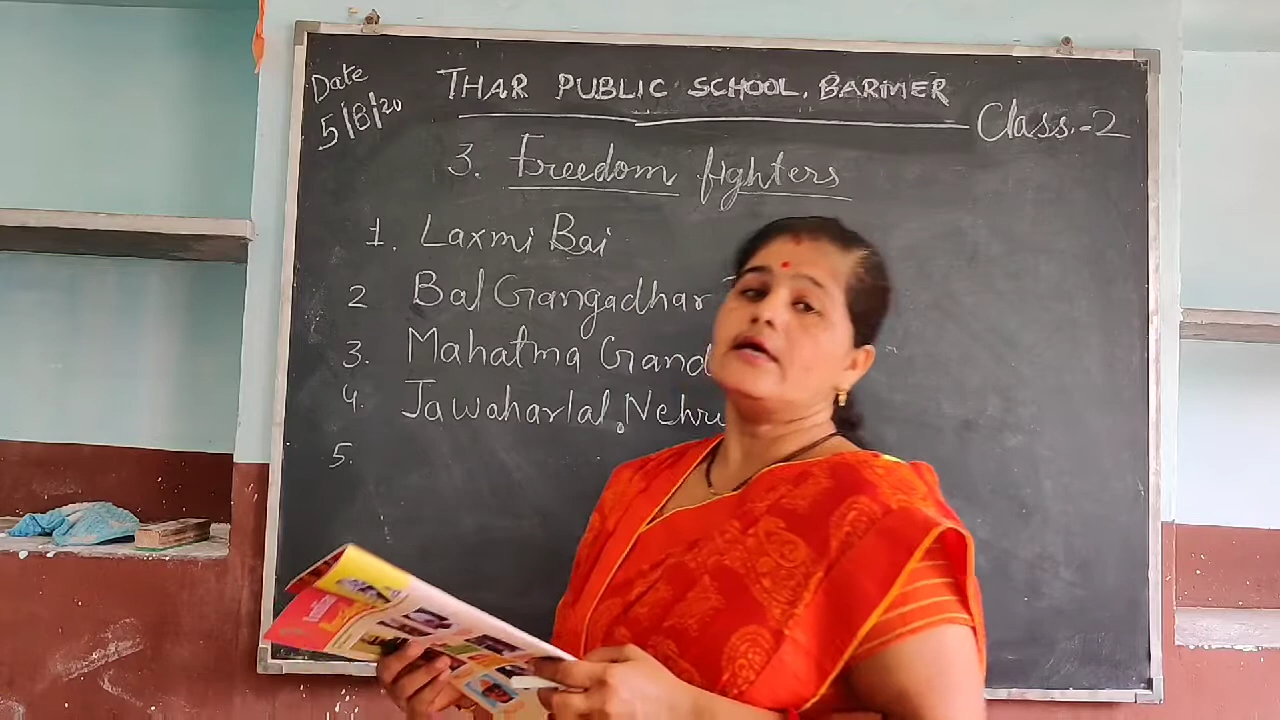 Date
5/8/20
THAR PUBLIC SCHOOL, BARMER
Class.-2
3. Freedom fighters
1. Laxmi Bai
2 Bal Gangadhar
3. Mahatma Gand
4. Jawaharlal Nehru
5.